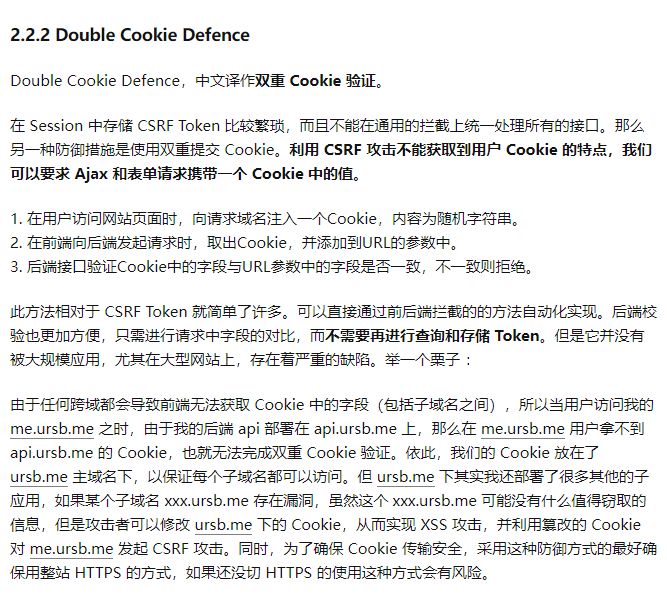 2.2.2 Double Cookie Defence
Double Cookie Defence，中文译作双重 Cookie 验证。
在 Session 中存储 CSRF Token 比较繁琐，而且不能在通用的拦截上统一处理所有的接口。那么
另一种防御措施是使用双重提交 Cookie。利用 CSRF 攻击不能获取到用户 Cookie 的特点，我们
可以要求 Ajax 和表单请求携带一个 Cookie 中的值。
1. 在用户访问网站页面时，向请求域名注入一个Cookie，内容为随机字符串。
2. 在前端向后端发起请求时，取出Cookie，并添加到URL的参数中。
3. 后端接口验证Cookie中的字段与URL参数中的字段是否一致，不一致则拒绝。
此方法相对于 CSRF Token 就简单了许多。可以直接通过前后端拦截的的方法自动化实现。后端校
验也更加方便，只需进行请求中字段的对比，而不需要再进行查询和存储 Token。但是它并没有
被大规模应用，尤其在大型网站上，存在着严重的缺陷。举一个栗子：
由于任何跨域都会导致前端无法获取 Cookie 中的字段（包括子域名之间），所以当用户访问我的
me.ursb.me 之时，由于我的后端 api 部署在 api.ursb.me 上，那么在 me.ursb.me 用户拿不到
api.ursb.me 的 Cookie，也就无法完成双重 Cookie 验证。依此，我们的 Cookie 放在了
ursb.me 主域名下，以保证每个子域名都可以访问。但 ursb.me 下其实我还部署了很多其他的子
应用，如果某个子域名 xxx.ursb.me 存在漏洞，虽然这个 xxx.ursb.me 可能没有什么值得窃取的
信息，但是攻击者可以修改 ursb.me 下的 Cookie，从而实现 XSS 攻击，并利用篡改的 Cookie
对 me.ursb.me 发起 CSRF 攻击。同时，为了确保 Cookie 传输安全，采用这种防御方式的最好确
保用整站 HTTPS 的方式，如果还没切 HTTPS 的使用这种方式会有风险。